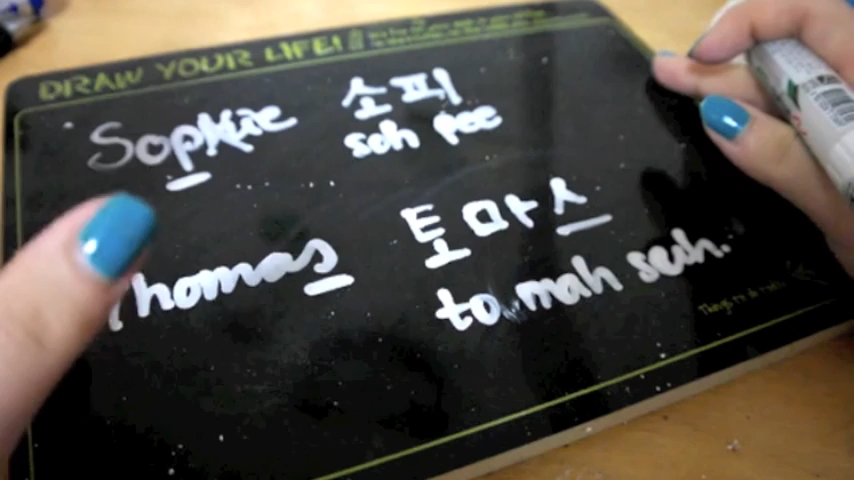 DRAW YOUR LIFE!
Sophie 소피
soh pee
Thomas 토마스
to mah seuh.